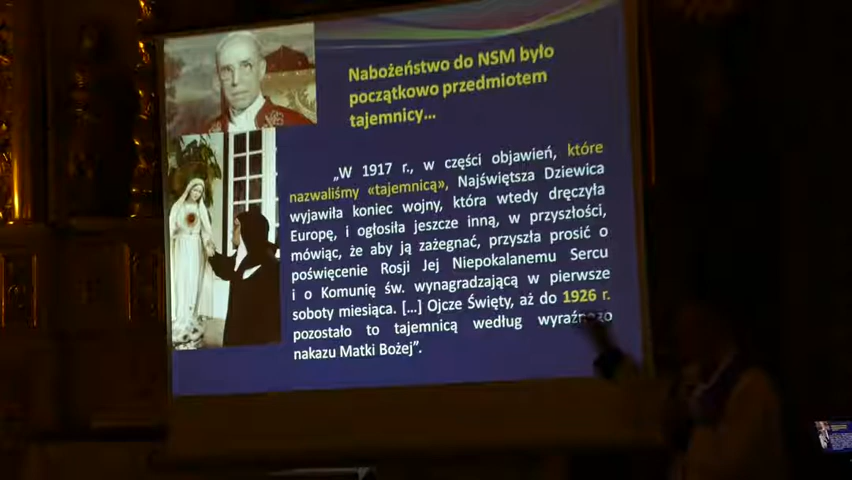 Nabożeństwo do NSM było
początkowo przedmiotem
tajemnicy...
„W 1917 r., w części objawień, które
nazwaliśmy «tajemnicą», Najświętsza Dziewica
wyjawiła koniec wojny, która wtedy dręczyła
Europę, i ogłosiła jeszcze inną, w przyszłości,
mówiąc, że aby ją zażegnać, przyszła prosić o
poświęcenie Rosji Jej Niepokalanemu Sercu
i o Komunię św. wynagradzającą w pierwsze
soboty miesiąca. [...] Ojcze Święty, aż do 1926 r.
pozostało to tajemnicą według wyraźnego
nakazu Matki Bożej”.